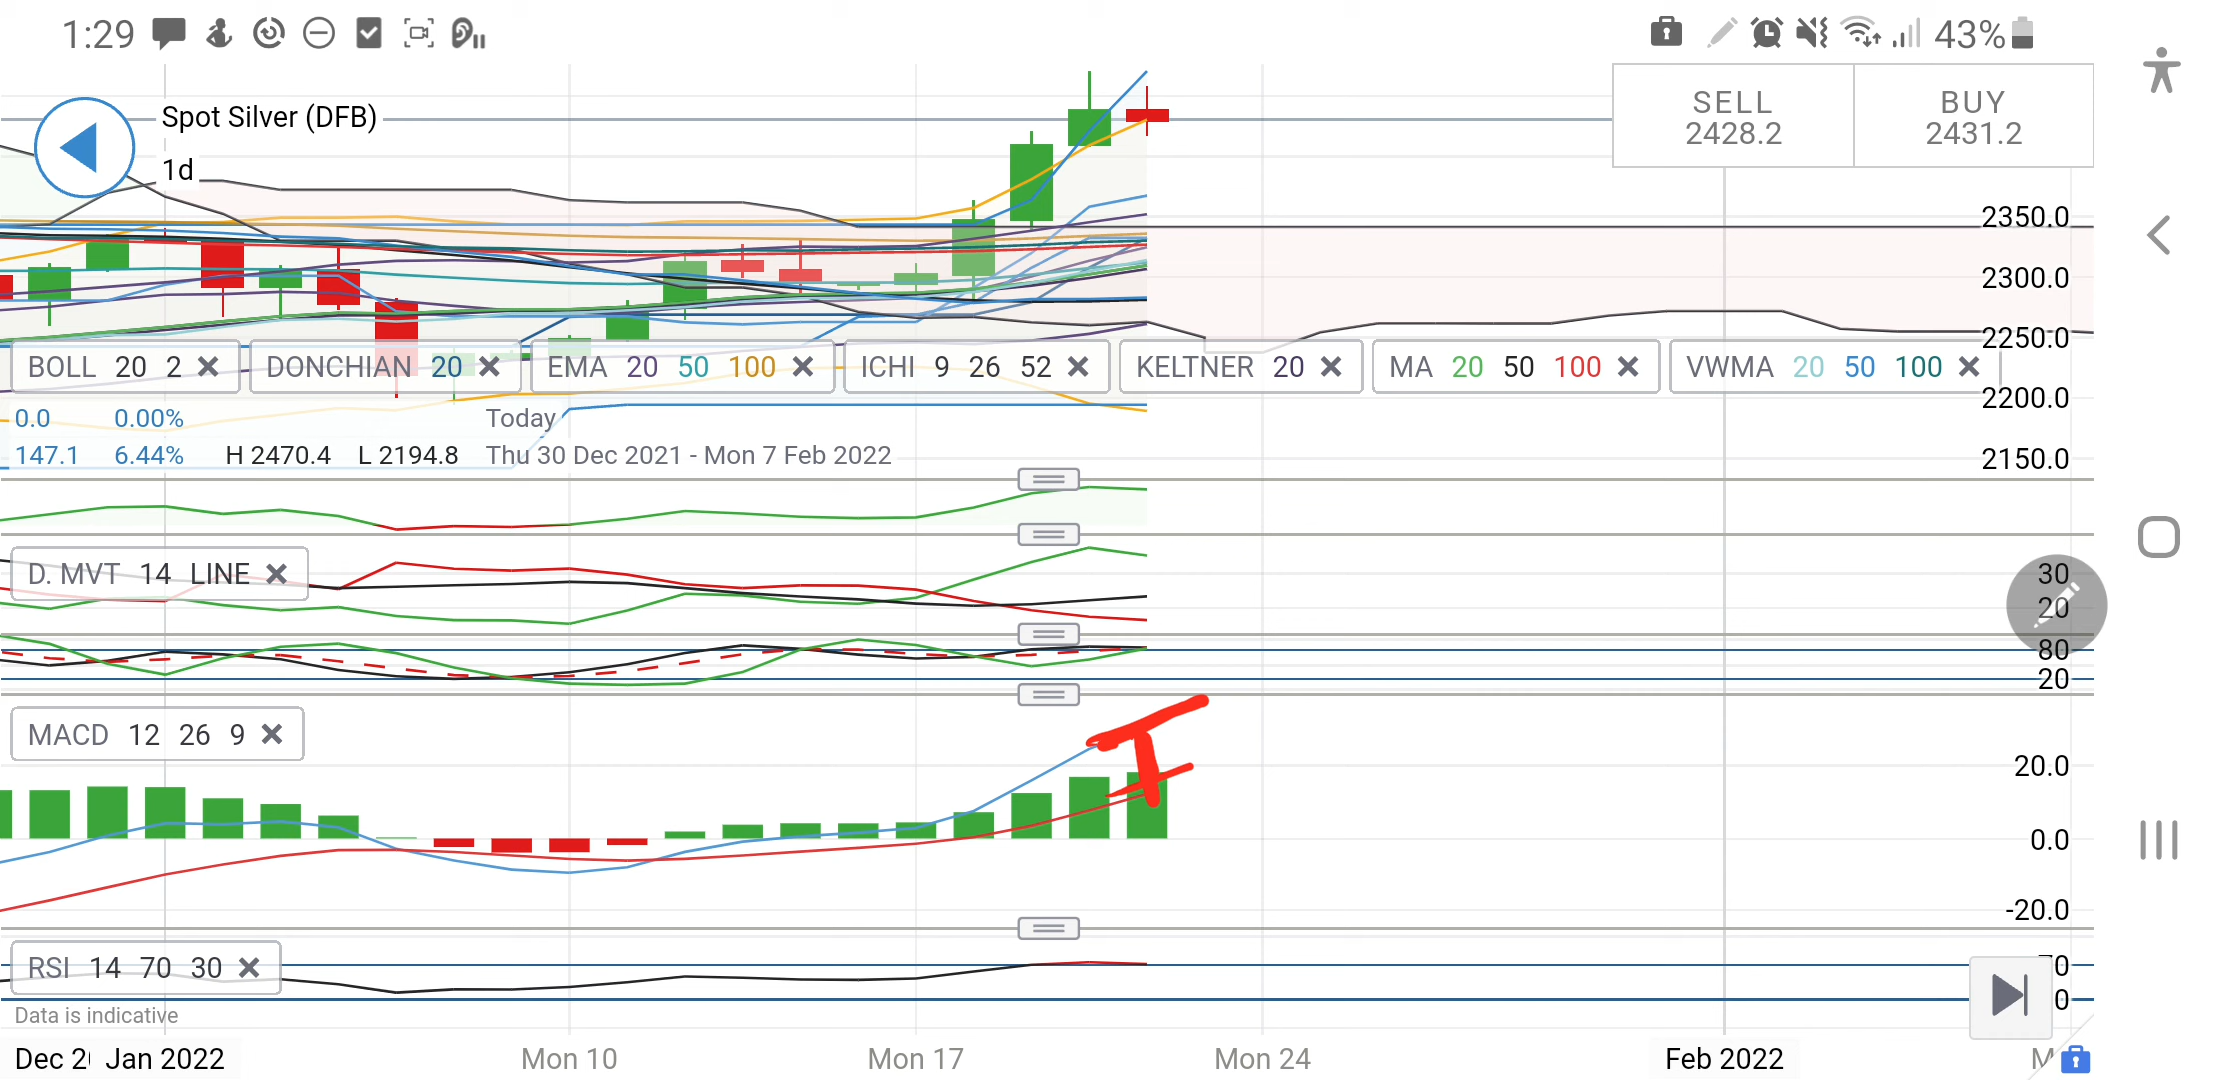 1:29 43%
Spot Silver (DFB)
1d
SELL BUY
2428.2 2431.2
2350.0
2300.0
2250.0
BOLL 20 2 DONCHIAN 20 EMA 20 50 100 ICHI 9 26 52 KELTNER 20 MA 20 50 100 VWMA 20 50 100
2200.0
0.0 0.00% Today
147.1 6.44% H 2470.4 L 2194.8 Thu 30 Dec 2021 - Mon 7 Feb 2022
2150.0
D. MVT 14 LINE
30
20
80
20
MACD 12 26 9
20.0
0.0
-20.0
RSI 14 70 30
Data is indicative
Dec 2 Jan 2022 Mon 10 Mon 17 Mon 24 Feb 2022